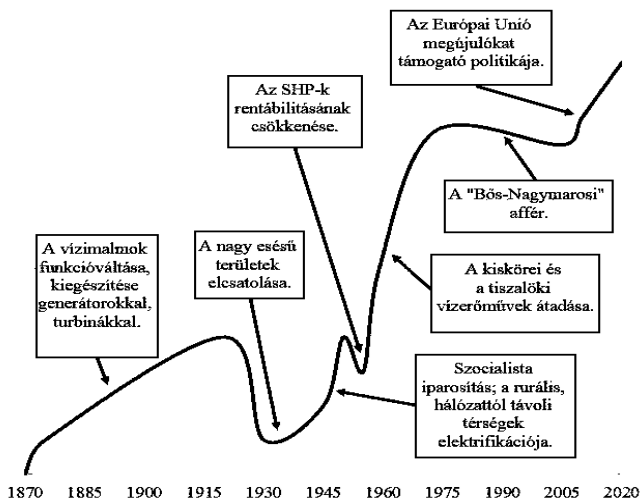 Az Európai Unió
megújulókat
támogató politikája.
Az SHP-k
rentábilitásának
csökkenése.
A "Bős-Nagymarosi"
affér.
A vízimalmok
funkcióváltása,
kiegészítése
generátorokkal,
turbinákkal.
A nagy esésű
területek
elcsatolása.
A kiskörei és
a tiszalöki
vízerőművek átadása.
Szocialista
iparosítás; a rurális,
hálózattól távoli
térségek
elektrifikációja.
1870 1885 1900 1915 1930 1945 1960 1975 1990 2005 2020